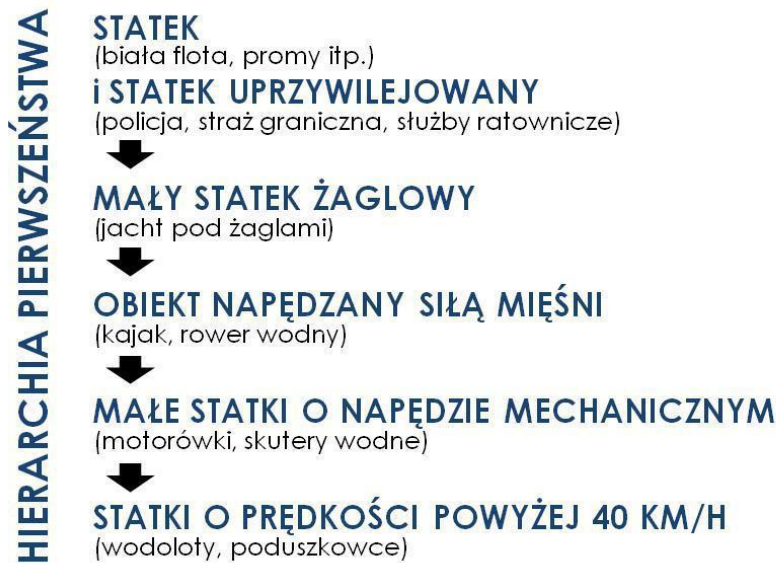 HIERARCHIA PIERWSZEŃSTWA
STATEK
(biała flota, promy itp.)
i STATEK UPRZYWILEJOWANY
(policja, straż graniczna, służby ratownicze)
MAŁY STATEK ŻAGLOWY
(jacht pod żaglami)
OBIEKT NAPĘDZANY SIŁĄ MIĘŚNI
(kajak, rower wodny)
MAŁE STATKI O NAPĘDZIE MECHANICZNYM
(motorówki, skutery wodne)
STATKI O PRĘDKOŚCI POWYŻEJ 40 KM/H
(wodoloty, poduszkowce)